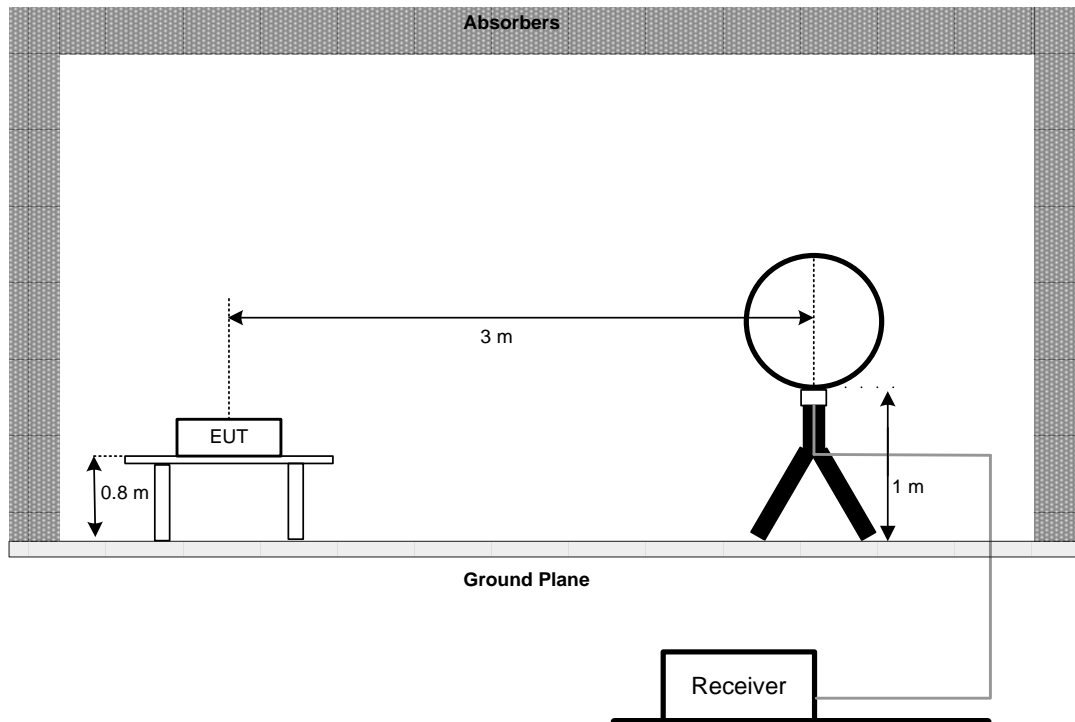 Absorbers
3 m
EUT
0.8 m
1 m
Ground Plane
Receiver